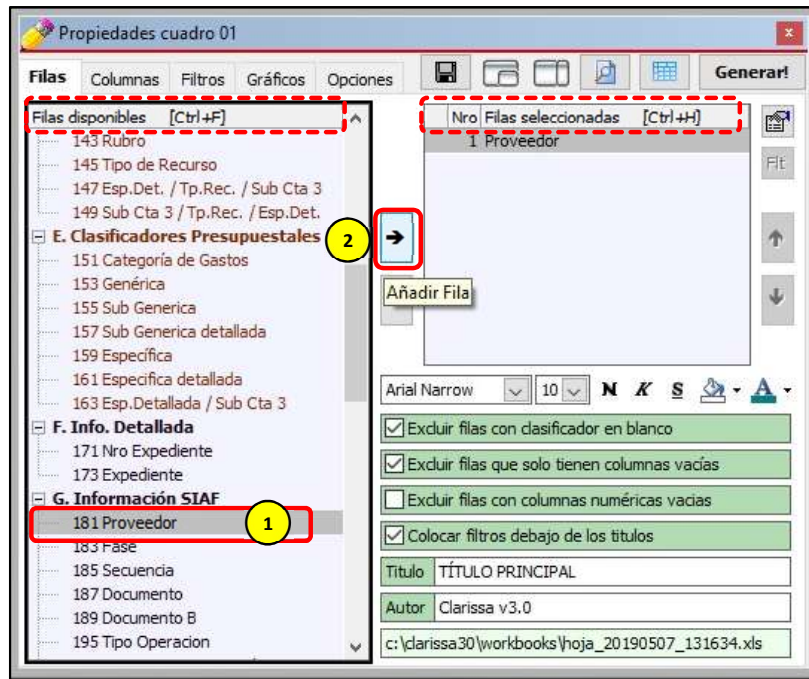 Propiedades cuadro 01
x
Filas Columnas Filtros Gráficos Opciones Generar!
Filas disponibles [Ctrl+F]
143 Rubro
145 Tipo de Recurso
147 Esp.Det. / Tp.Rec. / Sub Cta 3
149 Sub Cta 3 / Tp.Rec. / Esp.Det.
E. Clasificadores Presupuestales
151 Categoría de Gastos
153 Genérica
155 Sub Generica
157 Sub Generica detallada
159 Específica
161 Especifica detallada
163 Esp.Detallada / Sub Cta 3
F. Info. Detallada
171 Nro Expediente
173 Expediente
G. Información SIAF
181 Proveedor
1
183 Fase
185 Secuencia
187 Documento
189 Documento B
195 Tipo Operacion
2
Añadir Fila
Nro Filas seleccionadas [Ctrl+H]
1 Proveedor
Flt
Arial Narrow 10 N K S A
Excluir filas con clasificador en blanco
Excluir filas que solo tienen columnas vacías
Excluir filas con columnas numéricas vacias
Colocar filtros debajo de los titulos
Titulo TÍTULO PRINCIPAL
Autor Clarissa v3.0
c:\clarissa30\workbooks\hoja_20190507_131634.xls